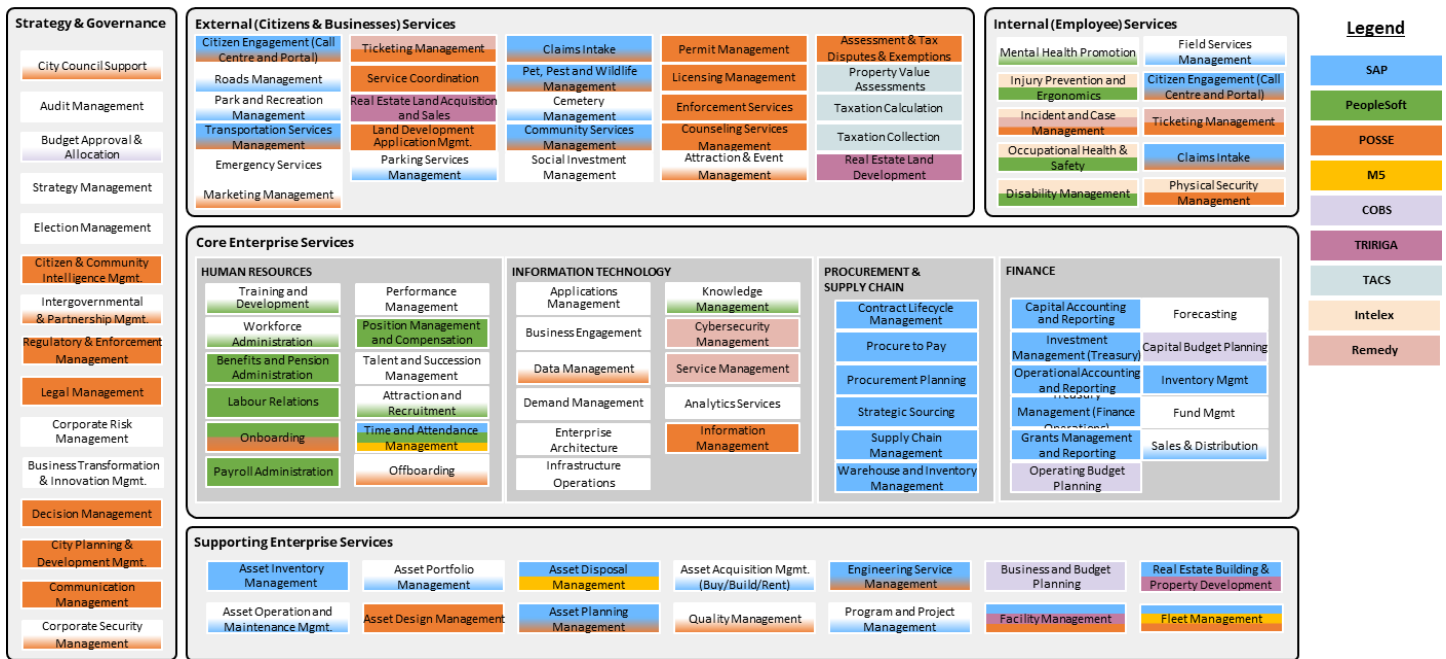 Strategy & Governance
City Council Support
Audit Management
Budget Approval &
Allocation
Strategy Management
Election Management
Citizen & Community
Intelligence Mgmt.
Intergovernmental
& Partnership Mgmt.
Regulatory & Enforcement
Management
Legal Management
Corporate Risk
Management
Business Transformation
& Innovation Mgmt.
Decision Management
City Planning &
Development Mgmt.
Communication
Management
Corporate Security
Management
External (Citizens & Businesses) Services
Citizen Engagement (Call
Centre and Portal)
Roads Management
Park and Recreation
Management
Transportation Services
Management
Emergency Services
Marketing Management
Ticketing Management
Service Coordination
Real Estate Land Acquisition
and Sales
Land Development
Application Mgmt.
Parking Services
Management
Claims Intake
Pet, Pest and Wildlife
Management
Cemetery
Management
Community Services
Management
Social Investment
Management
Permit Management
Licensing Management
Enforcement Services
Counseling Services
Management
Attraction & Event
Management
Assessment & Tax
Disputes & Exemptions
Property Value
Assessments
Taxation Calculation
Taxation Collection
Real Estate Land
Development
Internal (Employee) Services
Mental Health Promotion
Injury Prevention and
Ergonomics
Incident and Case
Management
Occupational Health &
Safety
Disability Management
Field Services
Management
Citizen Engagement (Call
Centre and Portal)
Ticketing Management
Claims Intake
Physical Security
Management
Core Enterprise Services
HUMAN RESOURCES
Training and
Development
Workforce
Administration
Benefits and Pension
Administration
Labour Relations
Onboarding
Payroll Administration
Performance
Management
Position Management
and Compensation
Talent and Succession
Management
Attraction and
Recruitment
Time and Attendance
Management
Offboarding
INFORMATION TECHNOLOGY
Applications
Management
Business Engagement
Data Management
Demand Management
Enterprise
Architecture
Infrastructure
Operations
Knowledge
Management
Cybersecurity
Management
Service Management
Analytics Services
Information
Management
PROCUREMENT &
SUPPLY CHAIN
Contract Lifecycle
Management
Procure to Pay
Procurement Planning
Strategic Sourcing
Supply Chain
Management
Warehouse and Inventory
Management
FINANCE
Capital Accounting
and Reporting
Investment
Management (Treasury)
Operational Accounting
and Reporting
Treasury
Management (Finance
Operations)
Grants Management
and Reporting
Operating Budget
Planning
Forecasting
Capital Budget Planning
Inventory Mgmt
Fund Mgmt
Sales & Distribution
Supporting Enterprise Services
Asset Inventory
Management
Asset Portfolio
Management
Asset Disposal
Management
Asset Acquisition Mgmt.
(Buy/Build/Rent)
Engineering Service
Management
Business and Budget
Planning
Real Estate Building &
Property Development
Asset Operation and
Maintenance Mgmt.
Asset Design Management
Asset Planning
Management
Quality Management
Program and Project
Management
Facility Management
Fleet Management
Legend
SAP
PeopleSoft
POSSE
M5
COBS
TRIRIGA
TACS
Intelex
Remedy